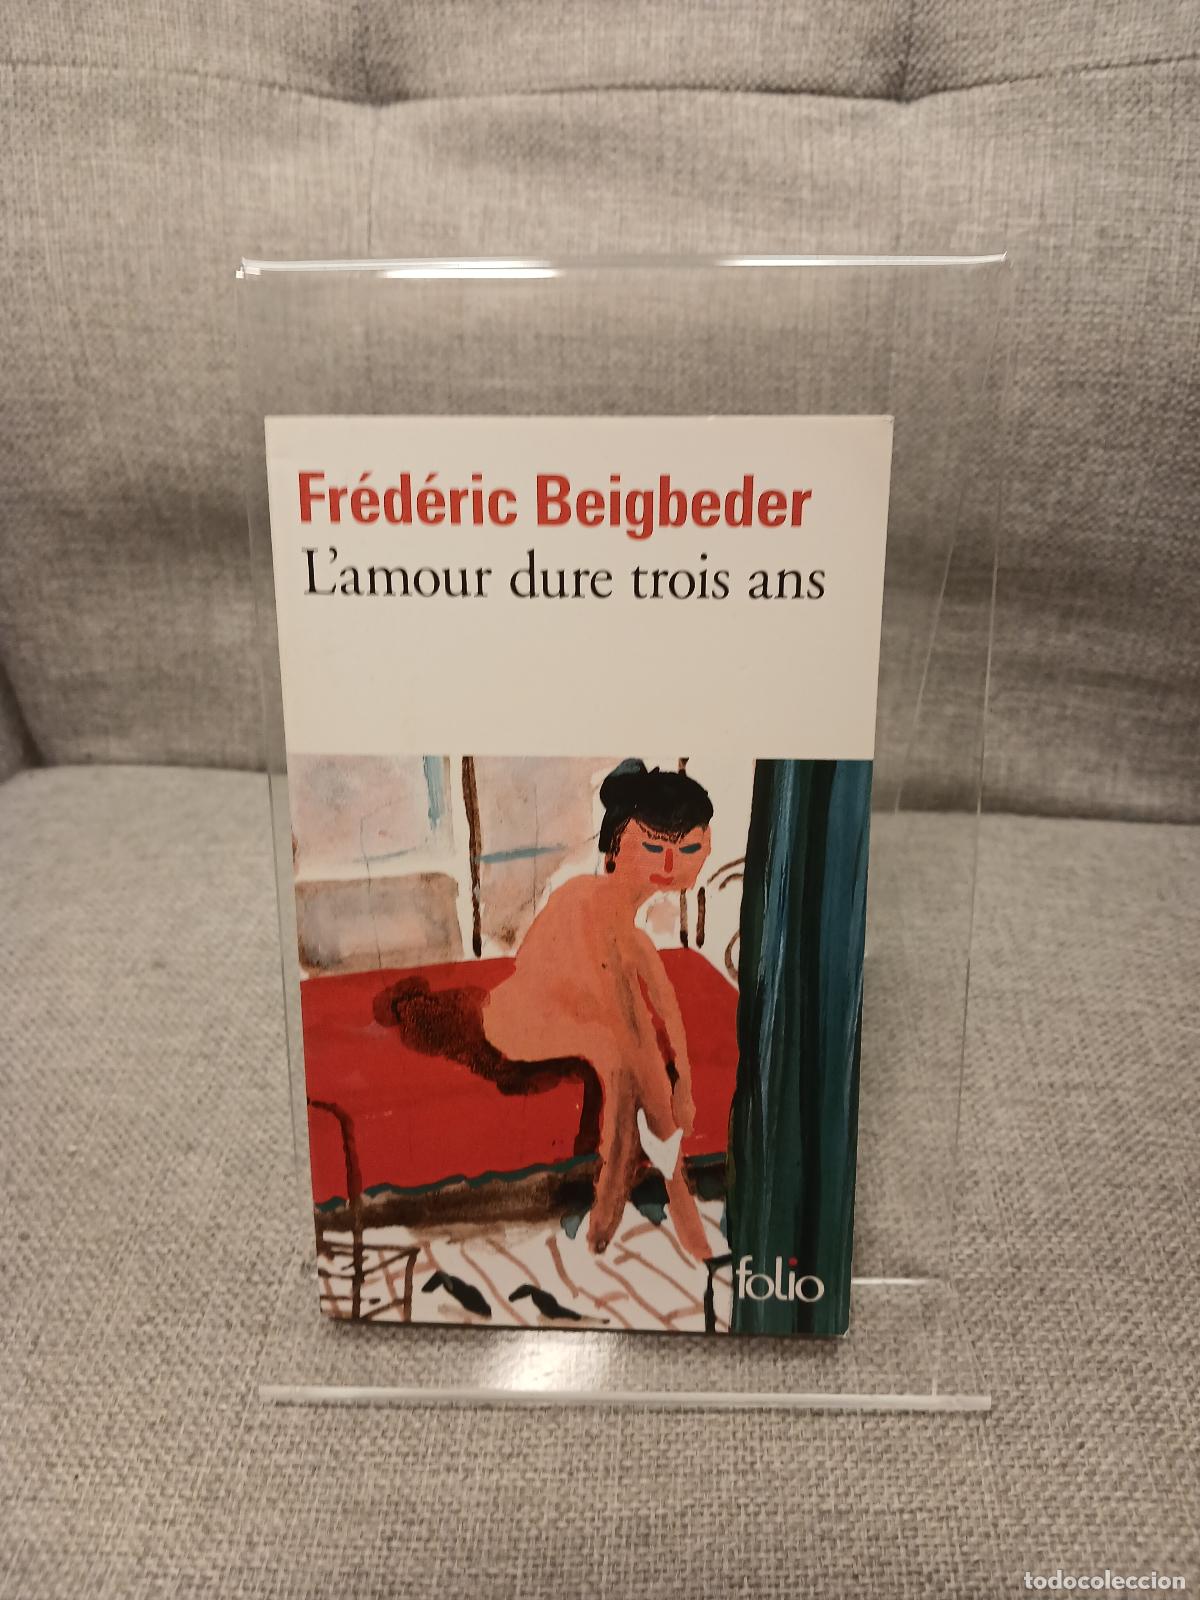 Frédéric Beigbeder
L'amour dure trois ans
folio
todocoleccion